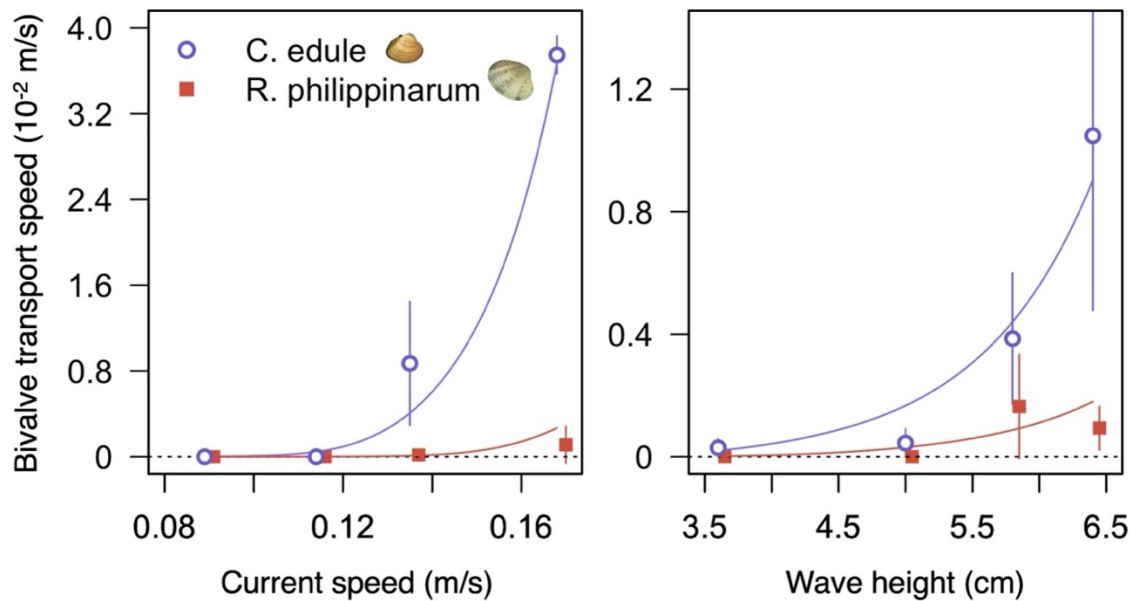 Bivalve transport speed (10⁻² m/s)
4.0
3.2
2.4
1.6
0.8
0
C. edule
R. philippinarum
0.08 0.12 0.16
Current speed (m/s)
1.2
0.8
0.4
0
3.5 4.5 5.5 6.5
Wave height (cm)